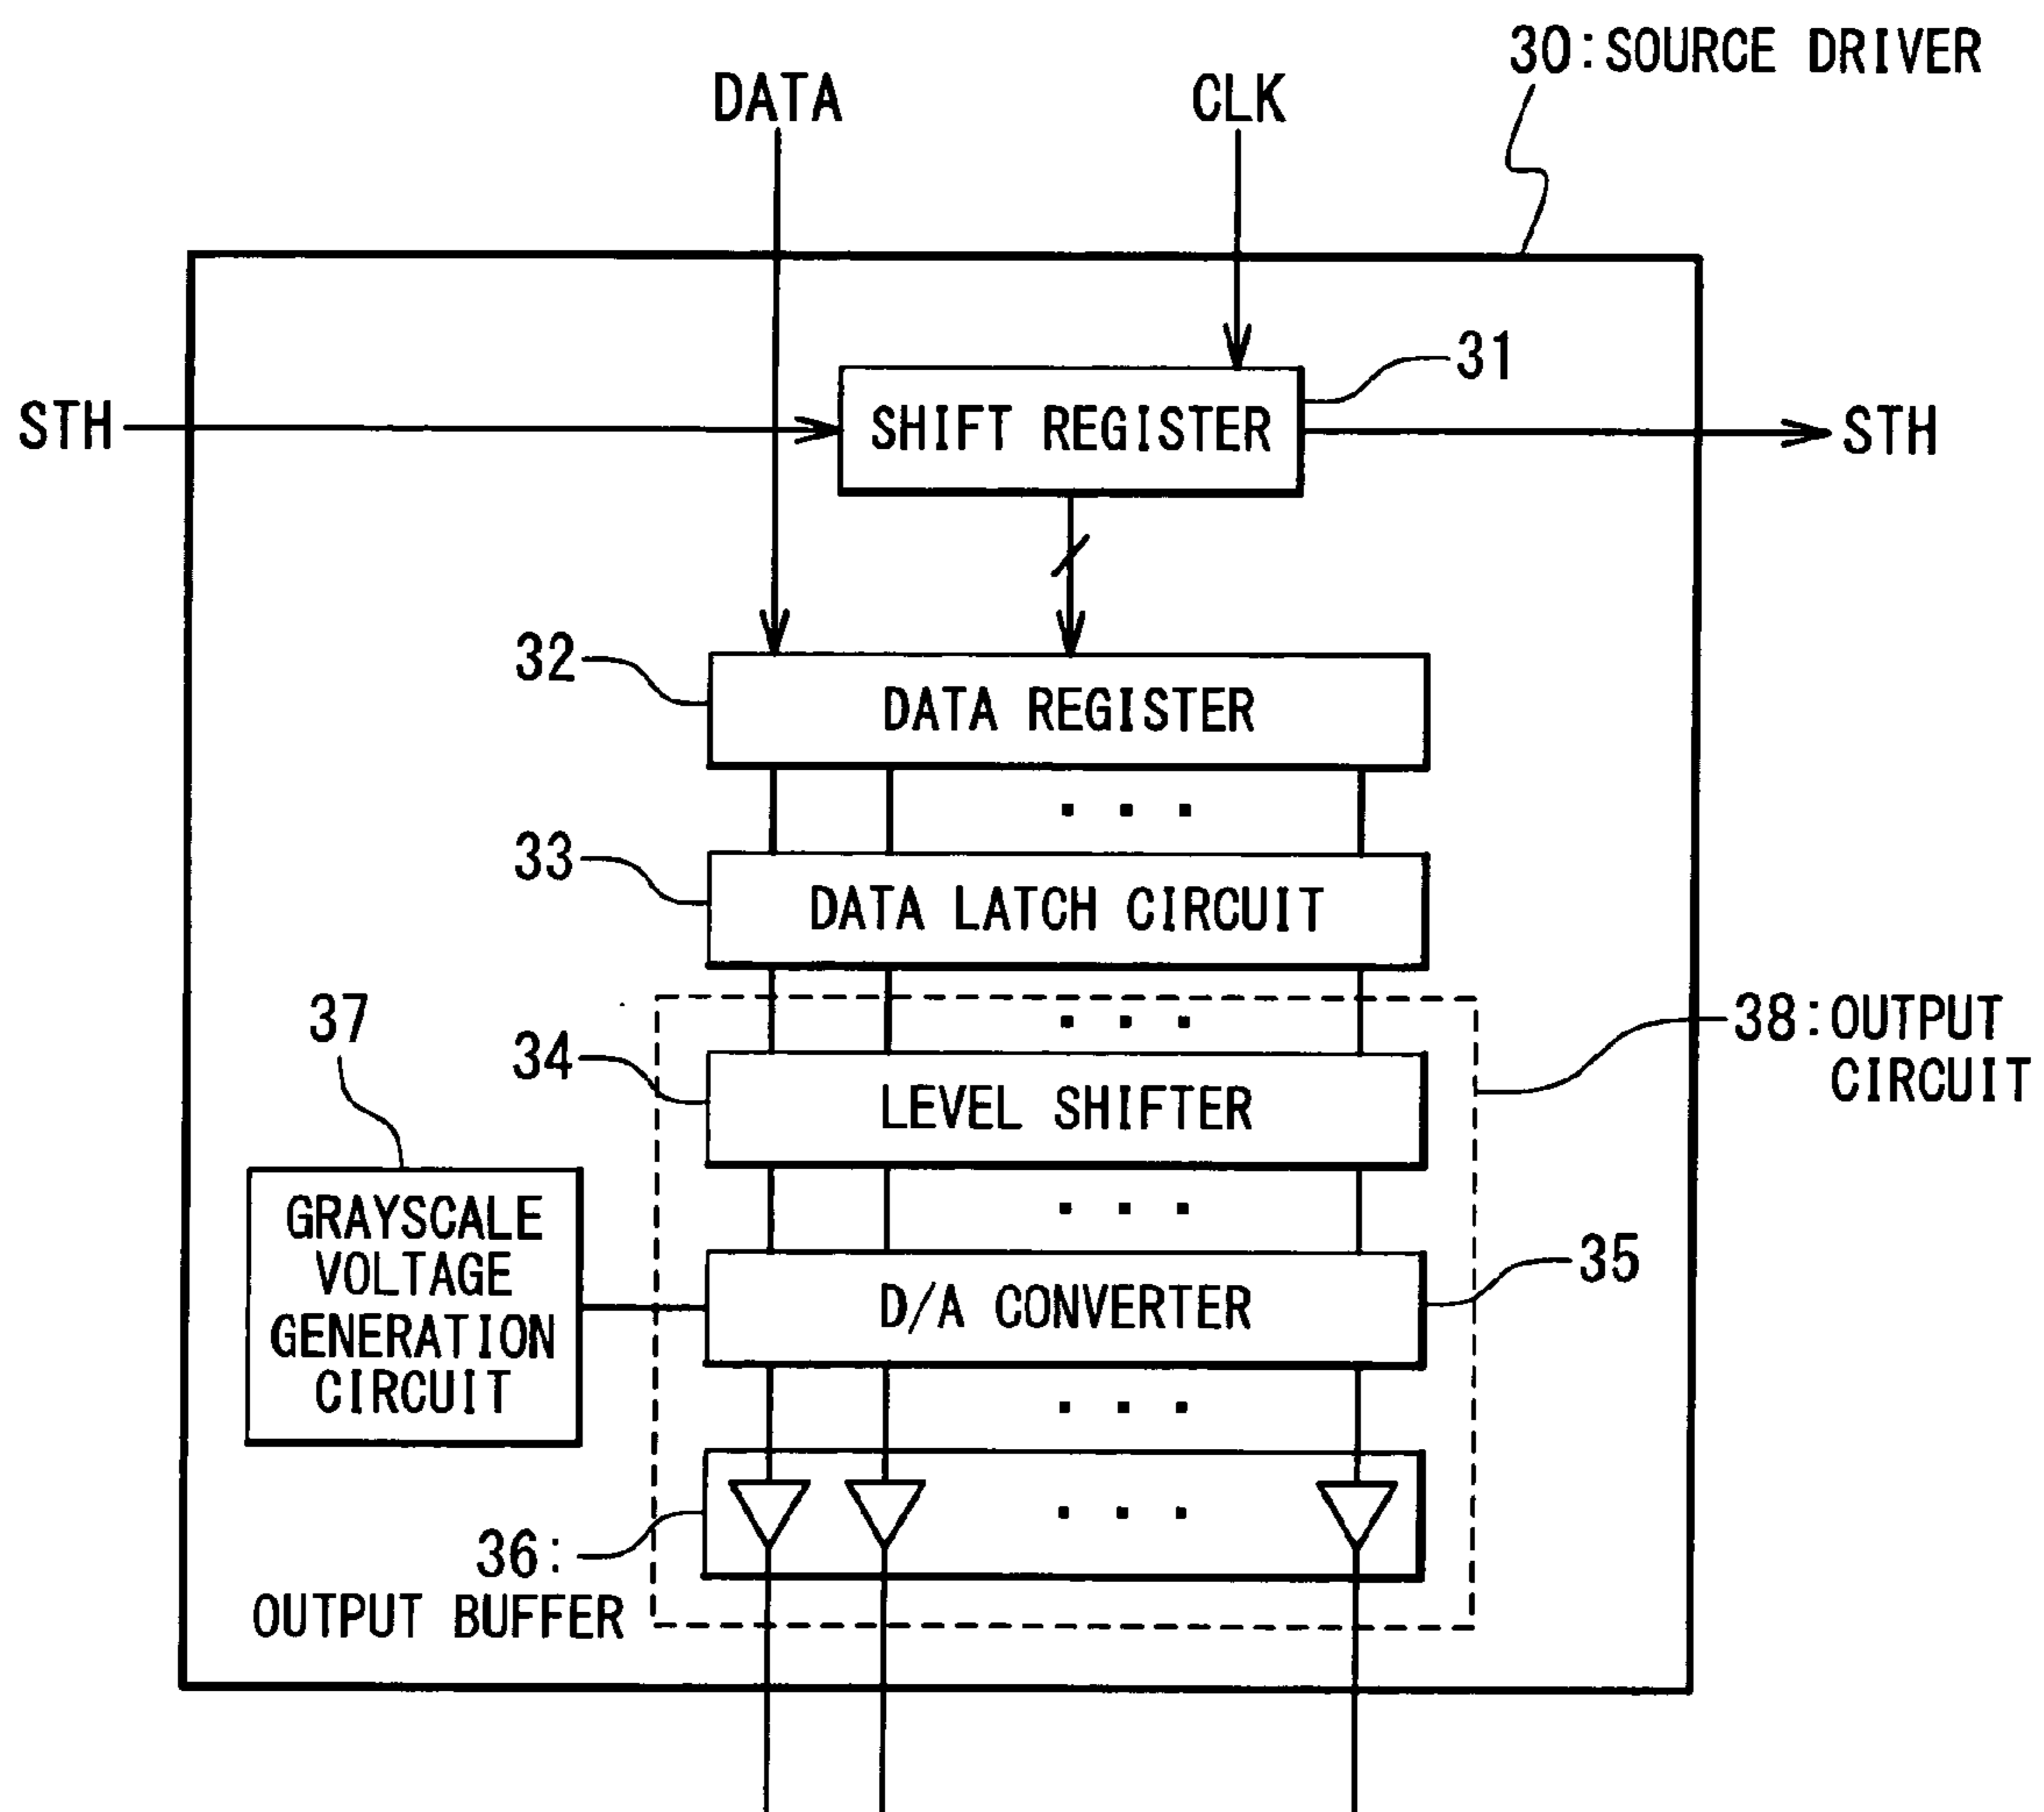 30:SOURCE DRIVER
DATA
CLK
31
STH
SHIFT REGISTER
STH
32
DATA REGISTER
33
DATA LATCH CIRCUIT
37
38:OUTPUT
CIRCUIT
34
LEVEL SHIFTER
GRAYSCALE
VOLTAGE
GENERATION
CIRCUIT
35
D/A CONVERTER
36:
OUTPUT BUFFER